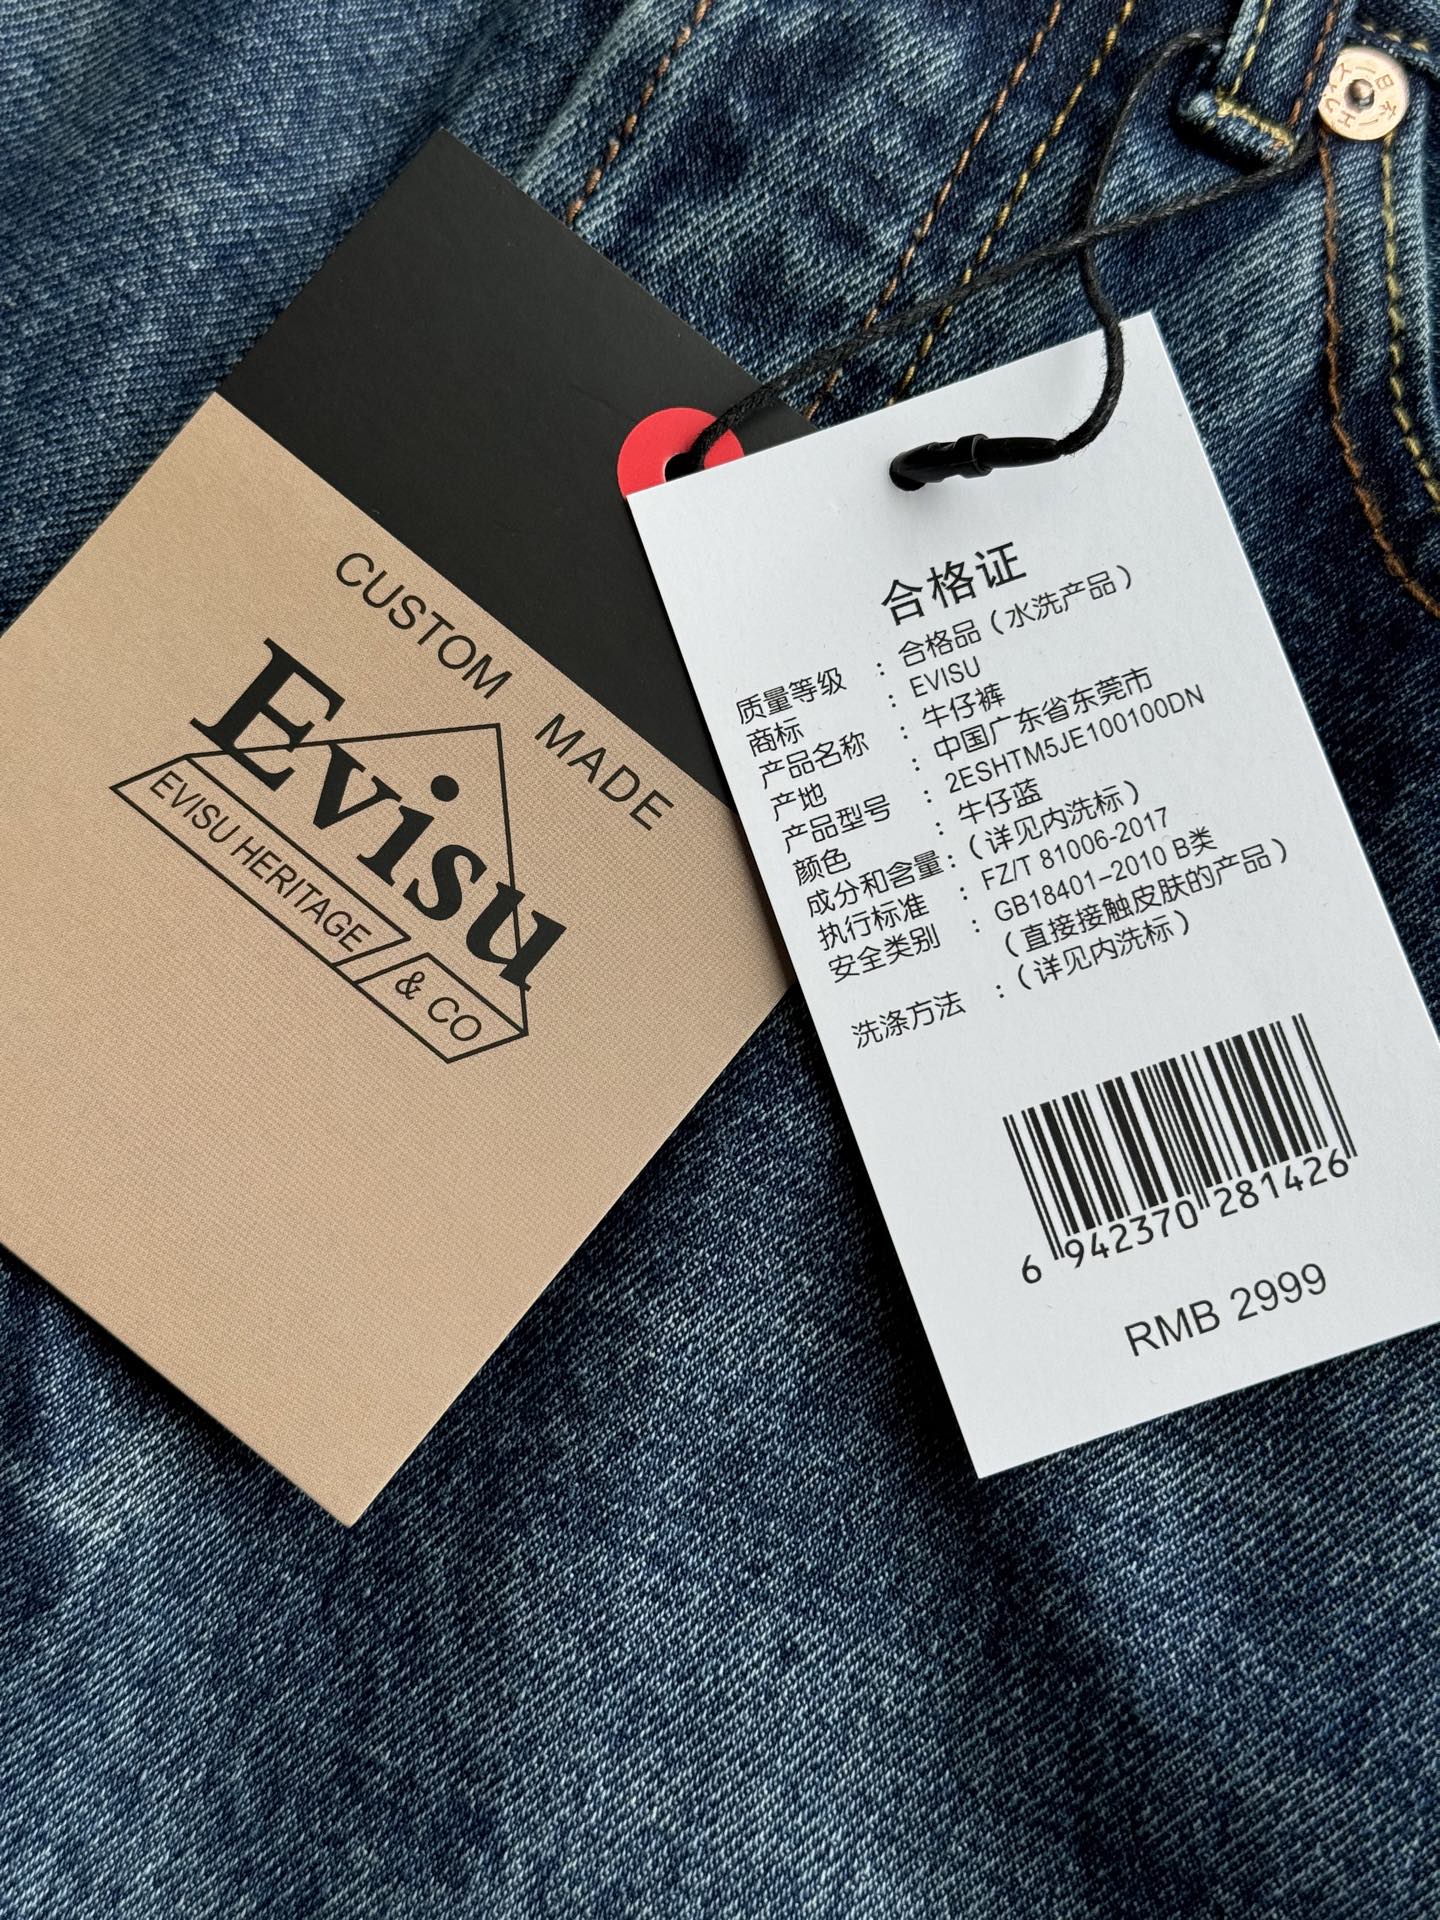 CUSTOM MADE
Evisu
EVISU HERITAGE & CO
合格证
质量等级 : 合格品（水洗产品）
商标 : EVISU
产品名称 : 牛仔裤
产地 : 中国广东省东莞市
产品型号 : 2ESHTM5JE100100DN
颜色 : 牛仔蓝
成分和含量 : （详见内洗标）
执行标准 : FZ/T 81006-2017
安全类别 : GB18401-2010 B类
（直接接触皮肤的产品）
洗涤方法 : （详见内洗标）
6 942370 281426
RMB 2999